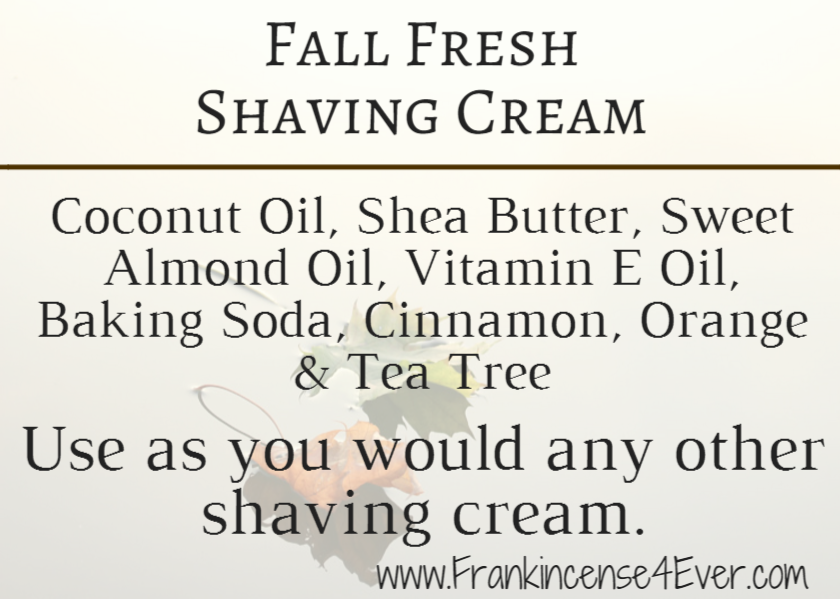 Fall Fresh
Shaving Cream
Coconut Oil, Shea Butter, Sweet
Almond Oil, Vitamin E Oil,
Baking Soda, Cinnamon, Orange
& Tea Tree
Use as you would any other
shaving cream.
www.Frankincense4Ever.com